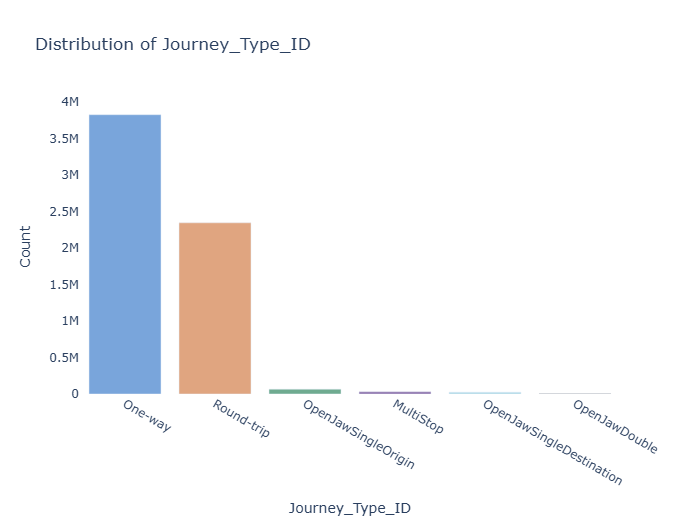 Distribution of Journey_Type_ID
4M
3.5M
3M
2.5M
2M
1.5M
1M
0.5M
0
Count
One-way
Round-trip
OpenJawSingleOrigin
MultiStop
OpenJawSingleDestination
OpenJawDouble
Journey_Type_ID